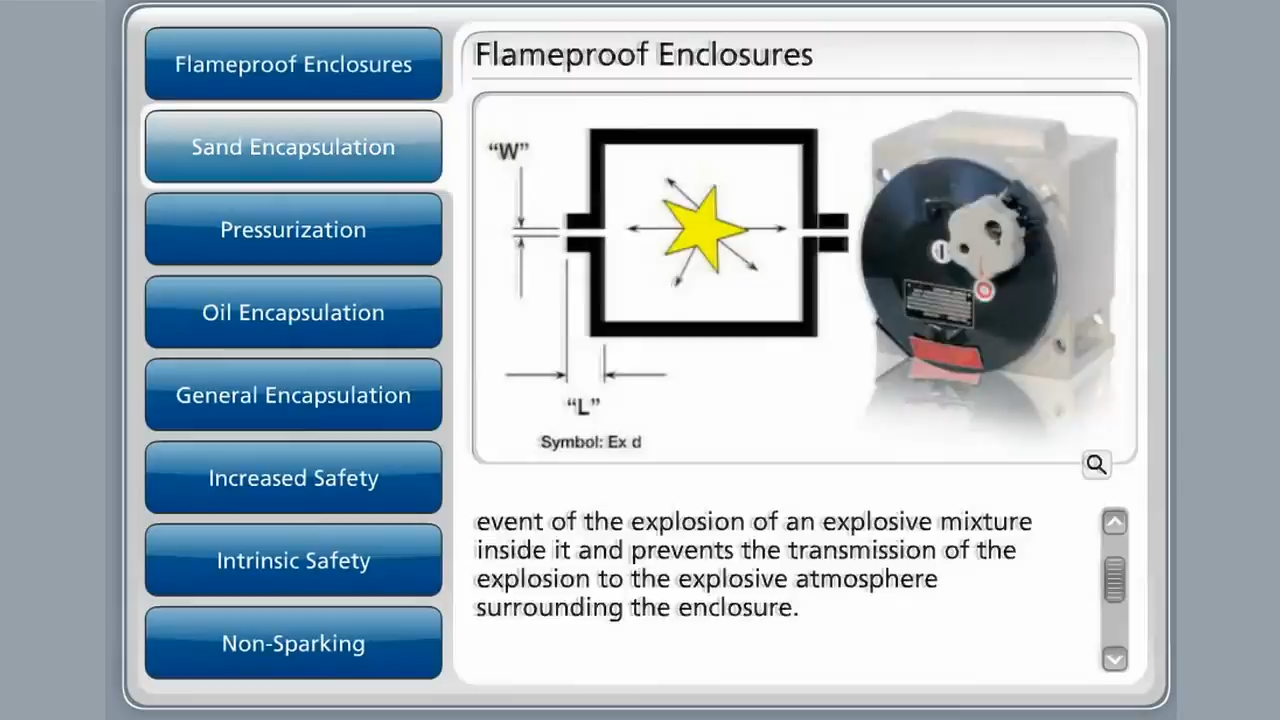 Flameproof Enclosures
Sand Encapsulation
Pressurization
Oil Encapsulation
General Encapsulation
Increased Safety
Intrinsic Safety
Non-Sparking
Flameproof Enclosures
“W”
“L”
Symbol: Ex d
event of the explosion of an explosive mixture
inside it and prevents the transmission of the
explosion to the explosive atmosphere
surrounding the enclosure.